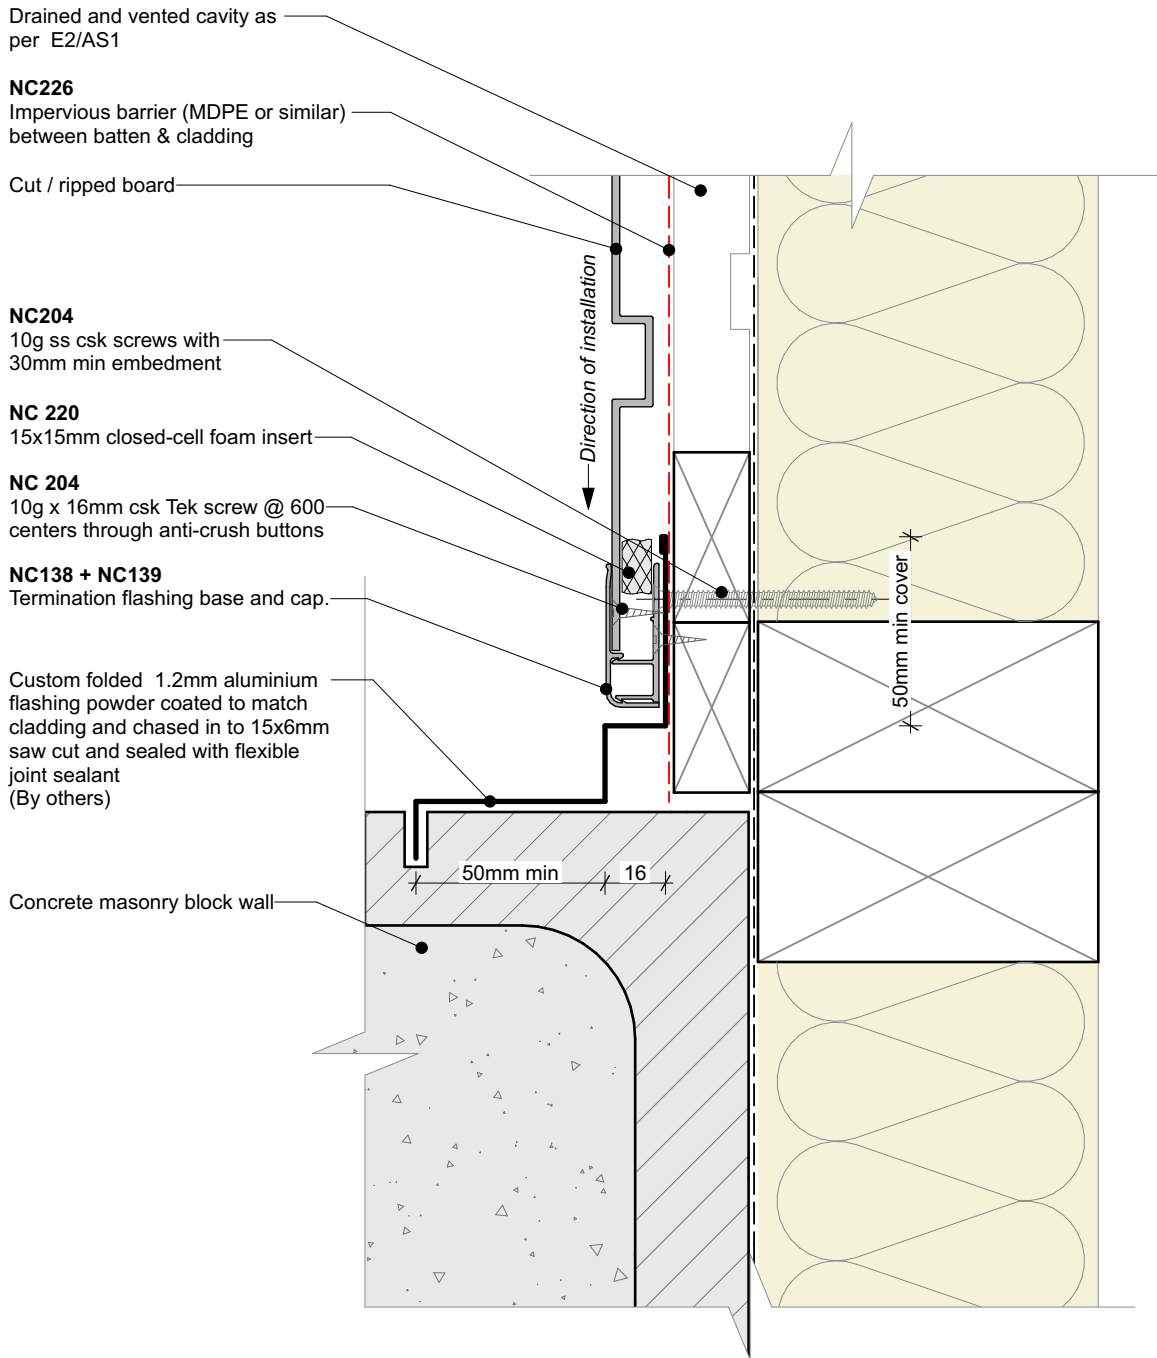 Drained and vented cavity as
per E2/AS1
NC226
Impervious barrier (MDPE or similar)
between batten & cladding
Cut / ripped board
NC204
10g ss csk screws with
30mm min embedment
NC 220
15x15mm closed-cell foam insert
NC 204
10g x 16mm csk Tek screw @ 600
centers through anti-crush buttons
NC138 + NC139
Termination flashing base and cap.
Custom folded 1.2mm aluminium
flashing powder coated to match
cladding and chased in to 15x6mm
saw cut and sealed with flexible
joint sealant
(By others)
Concrete masonry block wall
Direction of installation
50mm min cover
50mm min
16